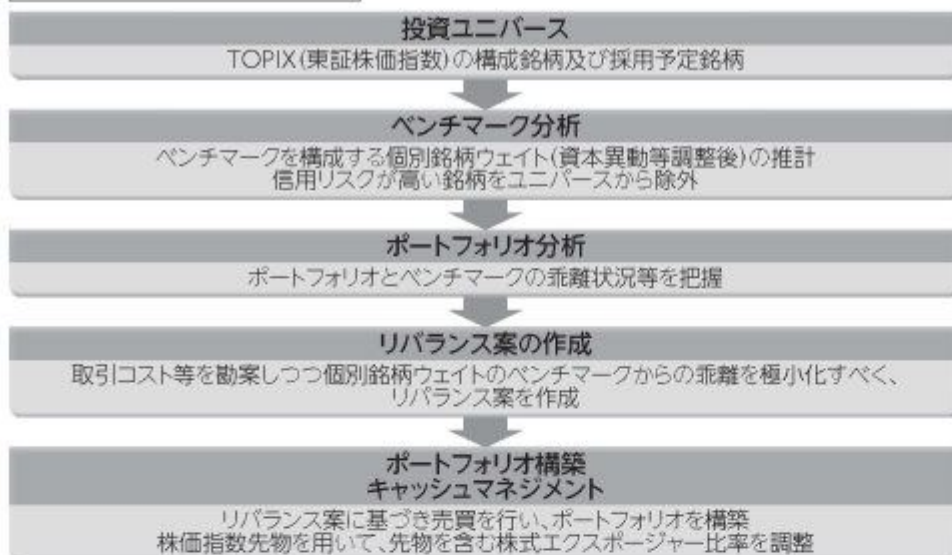 投資ユニバース
TOPIX(東証株価指数)の構成銘柄及び採用予定銘柄
ベンチマーク分析
ベンチマークを構成する個別銘柄ウェイト(資本異動等調整後)の推計
信用リスクが高い銘柄をユニバースから除外
ポートフォリオ分析
ポートフォリオとベンチマークの乖離状況等を把握
リバランス案の作成
取引コスト等を勘案しつつ個別銘柄ウェイトのベンチマークからの乖離を極小化すべく、
リバランス案を作成
ポートフォリオ構築
キャッシュマネジメント
リバランス案に基づき売買を行い、ポートフォリオを構築
株価指数先物を用いて、先物を含む株式エクスポージャー比率を調整